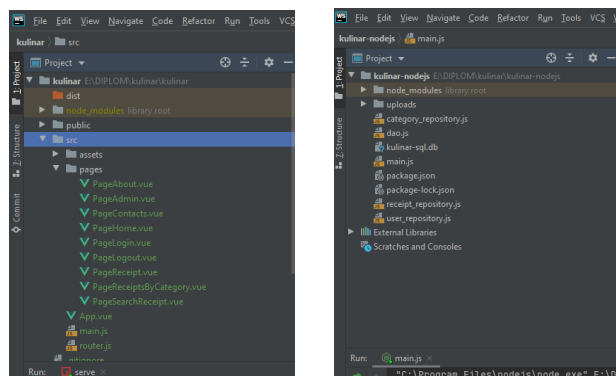 WS File Edit View Navigate Code Refactor Run Tools VCS
kulinar src
Project
1: Project
kulinar E:\DIPLOM\kulinar\kulinar
dist
node_modules library root
public
src
assets
pages
PageAbout.vue
PageAdmin.vue
PageContacts.vue
PageHome.vue
PageLogin.vue
PageLogout.vue
PageReceipt.vue
PageReceiptsByCategory.vue
PageSearchReceipt.vue
App.vue
main.js
router.js
.gitignore
Z: Structure
Commit
Run: serve
WS File Edit View Navigate Code Refactor Run Tools VCS
kulinar-nodejs main.js
Project
1: Project
kulinar-nodejs E:\DIPLOM\kulinar\kulinar-nodejs
node_modules library root
uploads
category_repository.js
dao.js
kulinar-sql.db
main.js
package.json
package-lock.json
receipt_repository.js
user_repository.js
External Libraries
Scratches and Consoles
Z: Structure
Run: main.js
"C:\Program Files\nodejs\node.exe"